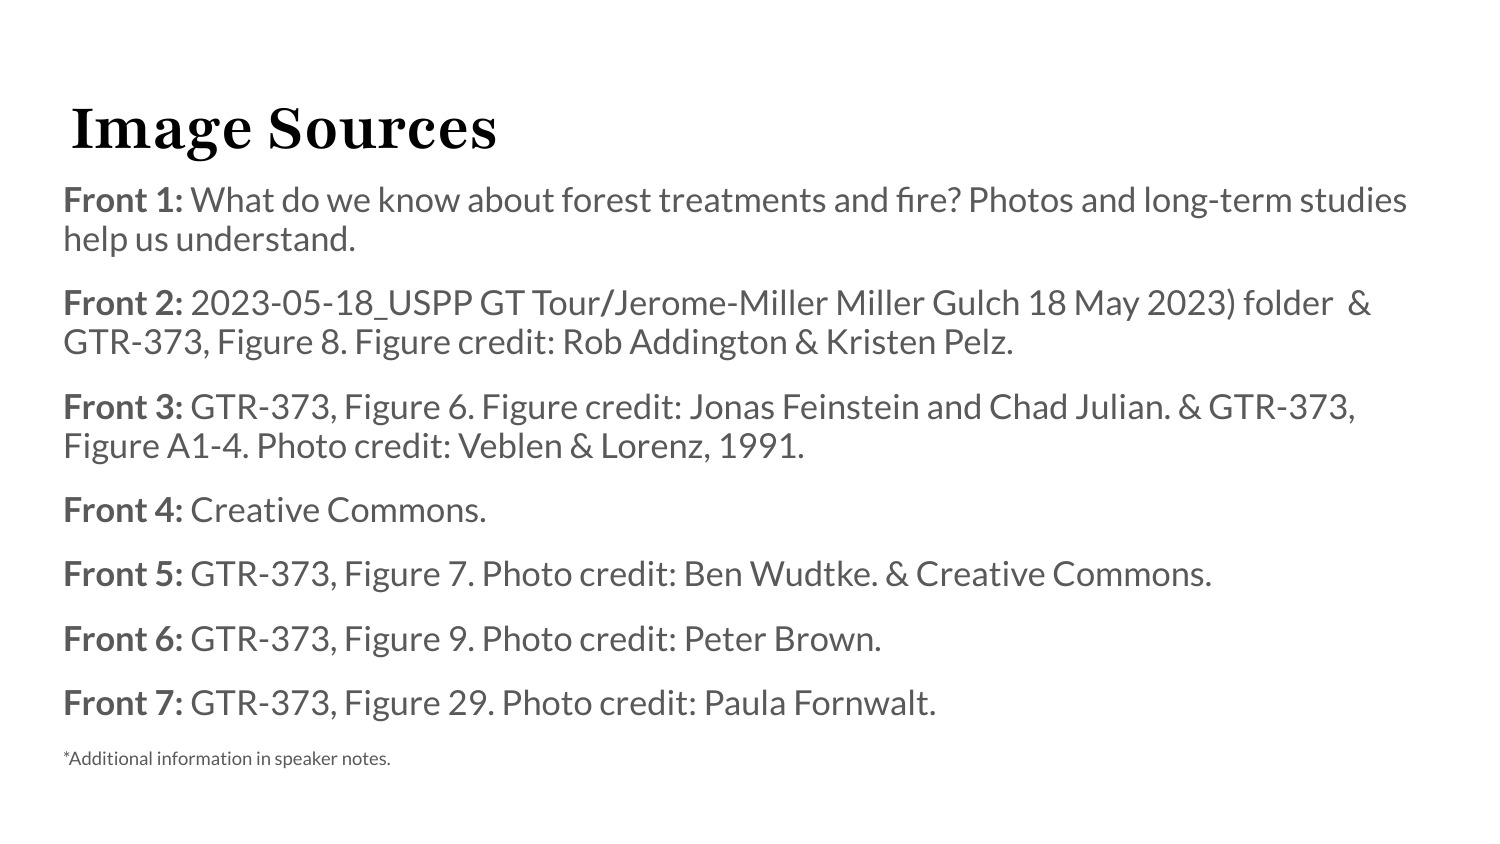 Image Sources
Front 1: What do we know about forest treatments and fire? Photos and long-term studies
help us understand.
Front 2: 2023-05-18_USPP GT Tour/Jerome-Miller Miller Gulch 18 May 2023) folder  &
GTR-373, Figure 8. Figure credit: Rob Addington & Kristen Pelz.
Front 3: GTR-373, Figure 6. Figure credit: Jonas Feinstein and Chad Julian. & GTR-373,
Figure A1-4. Photo credit: Veblen & Lorenz, 1991.
Front 4: Creative Commons.
Front 5: GTR-373, Figure 7. Photo credit: Ben Wudtke. & Creative Commons.
Front 6: GTR-373, Figure 9. Photo credit: Peter Brown.
Front 7: GTR-373, Figure 29. Photo credit: Paula Fornwalt.
*Additional information in speaker notes.